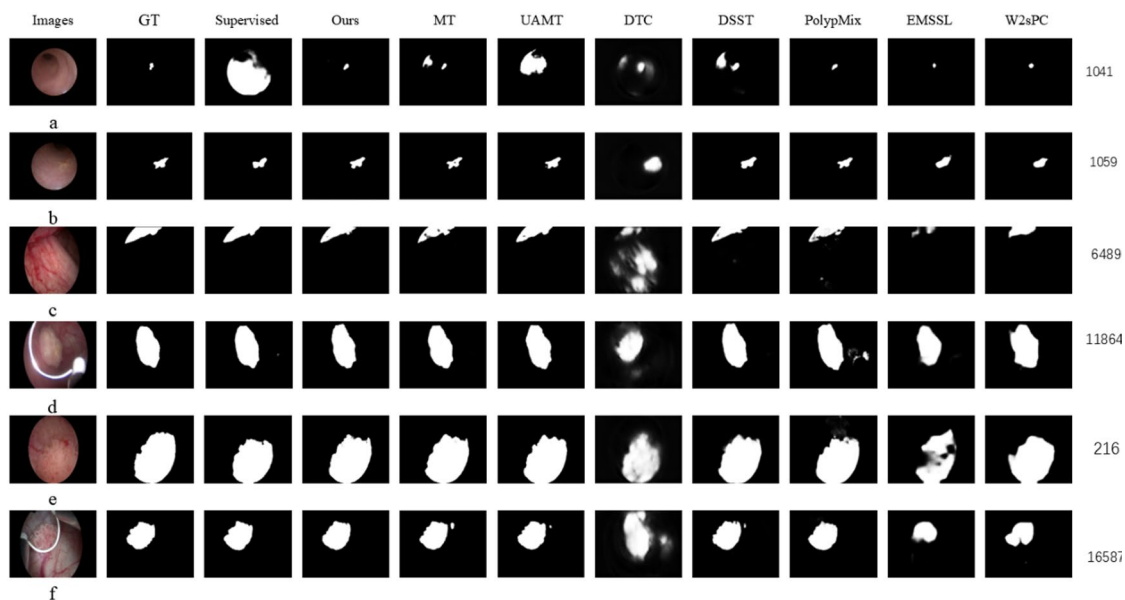 Images GT Supervised Ours MT UAMT DTC DSST PolypMix EMSSL W2sPC
1041
a
1059
b
6489
c
11864
d
216
e
16587
f